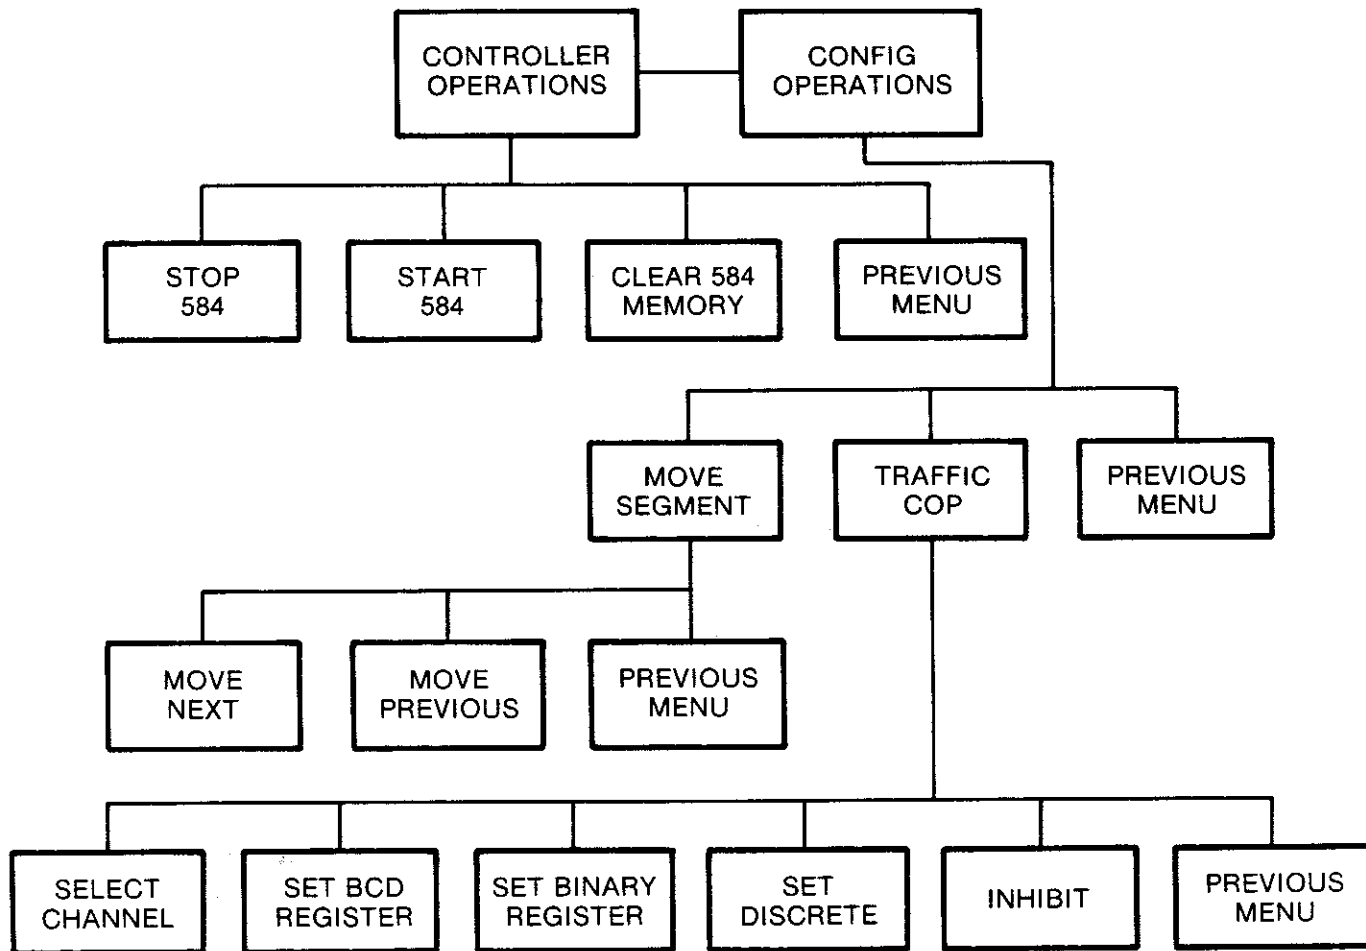 CONTROLLER
OPERATIONS
CONFIG
OPERATIONS
STOP
584
START
584
CLEAR 584
MEMORY
PREVIOUS
MENU
MOVE
SEGMENT
TRAFFIC
COP
PREVIOUS
MENU
MOVE
NEXT
MOVE
PREVIOUS
PREVIOUS
MENU
SELECT
CHANNEL
SET BCD
REGISTER
SET BINARY
REGISTER
SET
DISCRETE
INHIBIT
PREVIOUS
MENU